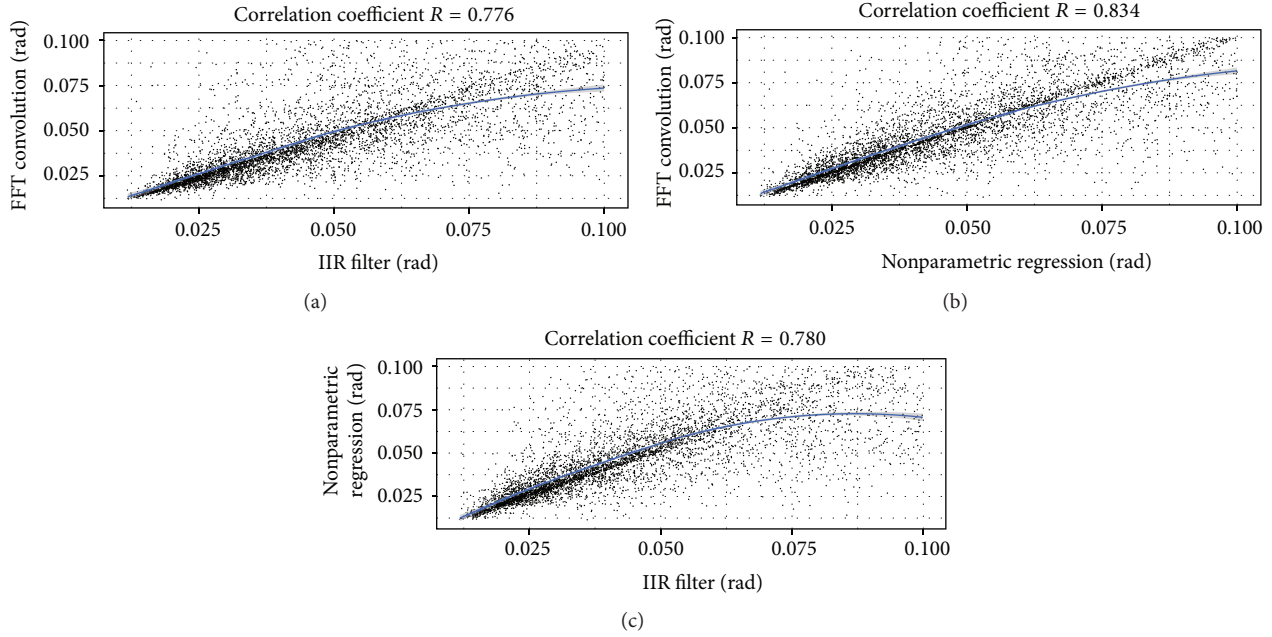 Correlation coefficient R = 0.776
FFT convolution (rad)
0.100
0.075
0.050
0.025
0.025 0.050 0.075 0.100
IIR filter (rad)
(a)
Correlation coefficient R = 0.834
FFT convolution (rad)
0.100
0.075
0.050
0.025
0.025 0.050 0.075 0.100
Nonparametric regression (rad)
(b)
Correlation coefficient R = 0.780
Nonparametric
regression (rad)
0.100
0.075
0.050
0.025
0.025 0.050 0.075 0.100
IIR filter (rad)
(c)